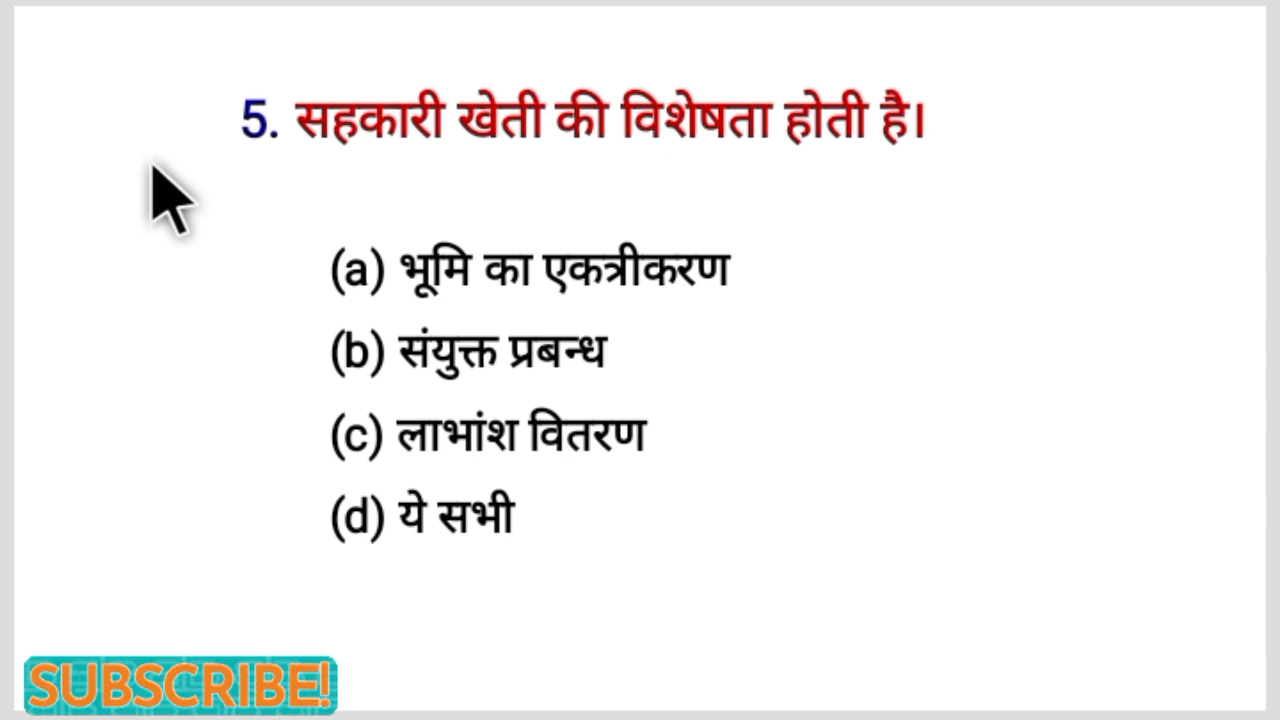 5. सहकारी खेती की विशेषता होती है।
(a) भूमि का एकत्रीकरण
(b) संयुक्त प्रबन्ध
(c) लाभांश वितरण
(d) ये सभी
SUBSCRIBE!